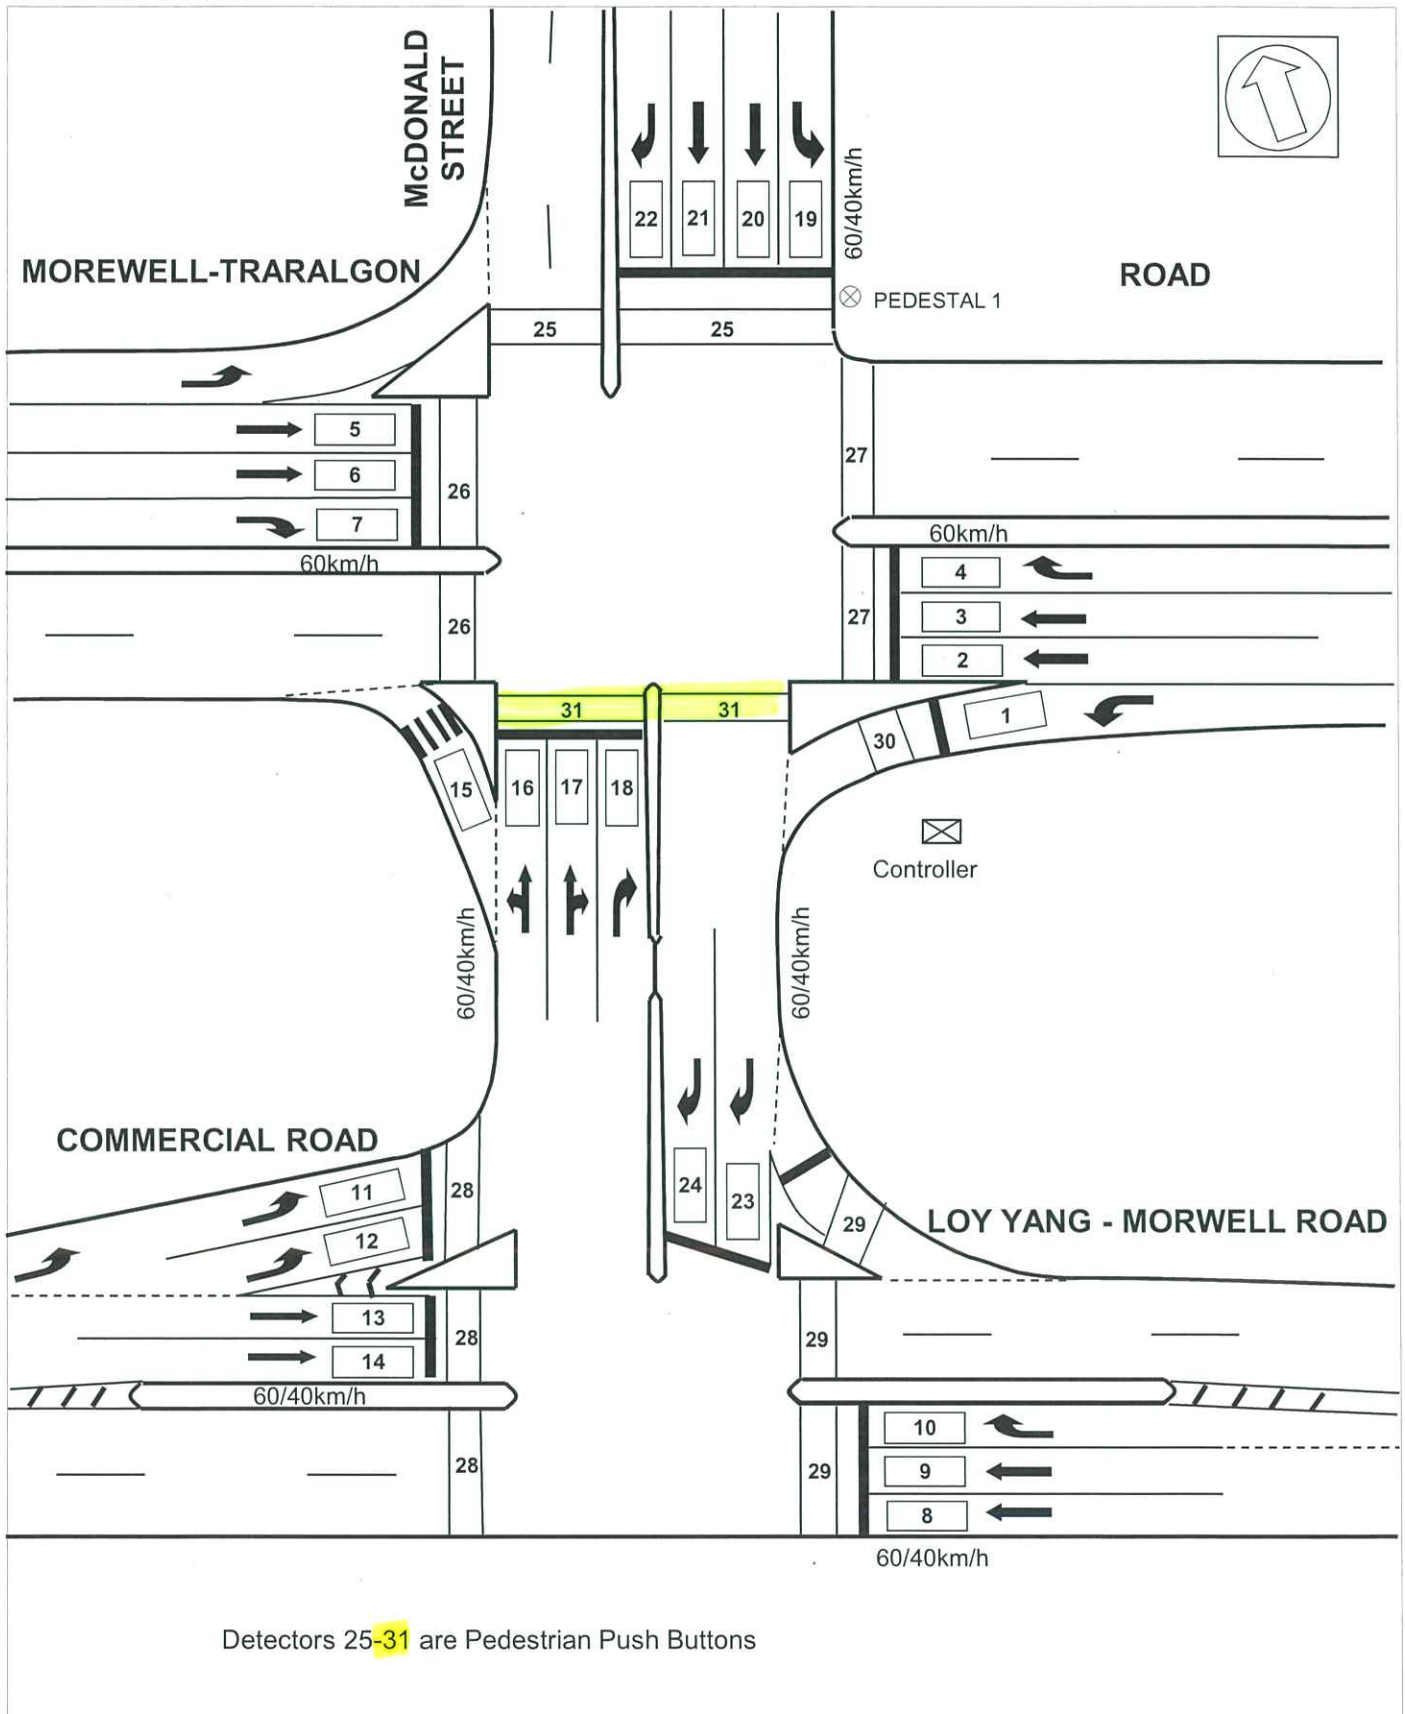 McDONALD
STREET
60/40km/h
22
21
20
19
MOREWELL-TRARALGON
ROAD
PEDESTAL 1
25
25
5
6
7
26
27
60km/h
60km/h
4
3
2
26
27
31
31
1
30
15
16
17
18
Controller
60/40km/h
60/40km/h
COMMERCIAL ROAD
11
12
28
24
23
29
LOY YANG - MORWELL ROAD
13
14
28
29
60/40km/h
10
9
8
28
29
60/40km/h
Detectors 25-31 are Pedestrian Push Buttons